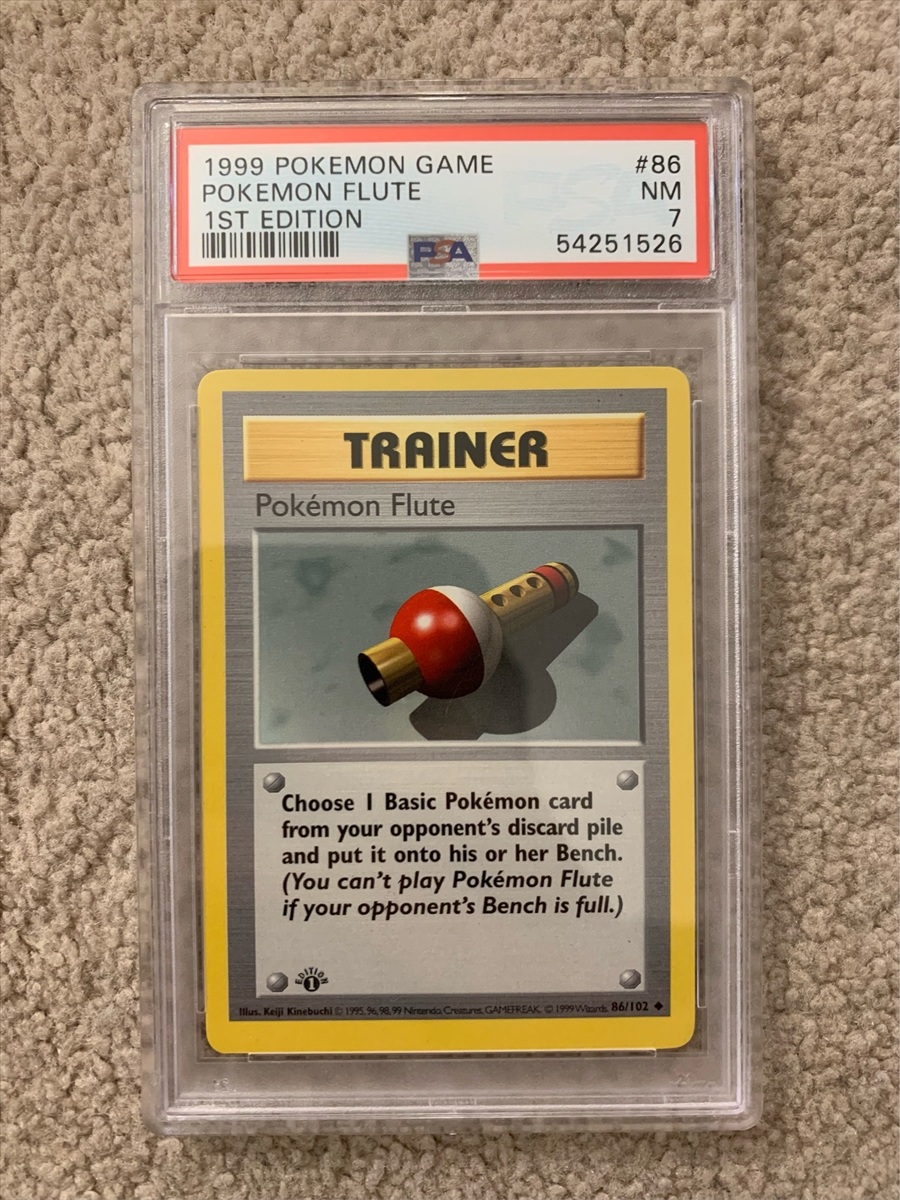 1999 POKEMON GAME #86
POKEMON FLUTE NM
1ST EDITION 7
PSA 54251526
TRAINER
Pokémon Flute
Choose 1 Basic Pokémon card
from your opponent's discard pile
and put it onto his or her Bench.
(You can't play Pokémon Flute
if your opponent's Bench is full.)
EDITION
1
Illus. Keiji Kinebuchi © 1995, 96, 98, 99 Nintendo, Creatures, GAMEFREAK. © 1999 Wizards. 86/102 ◆